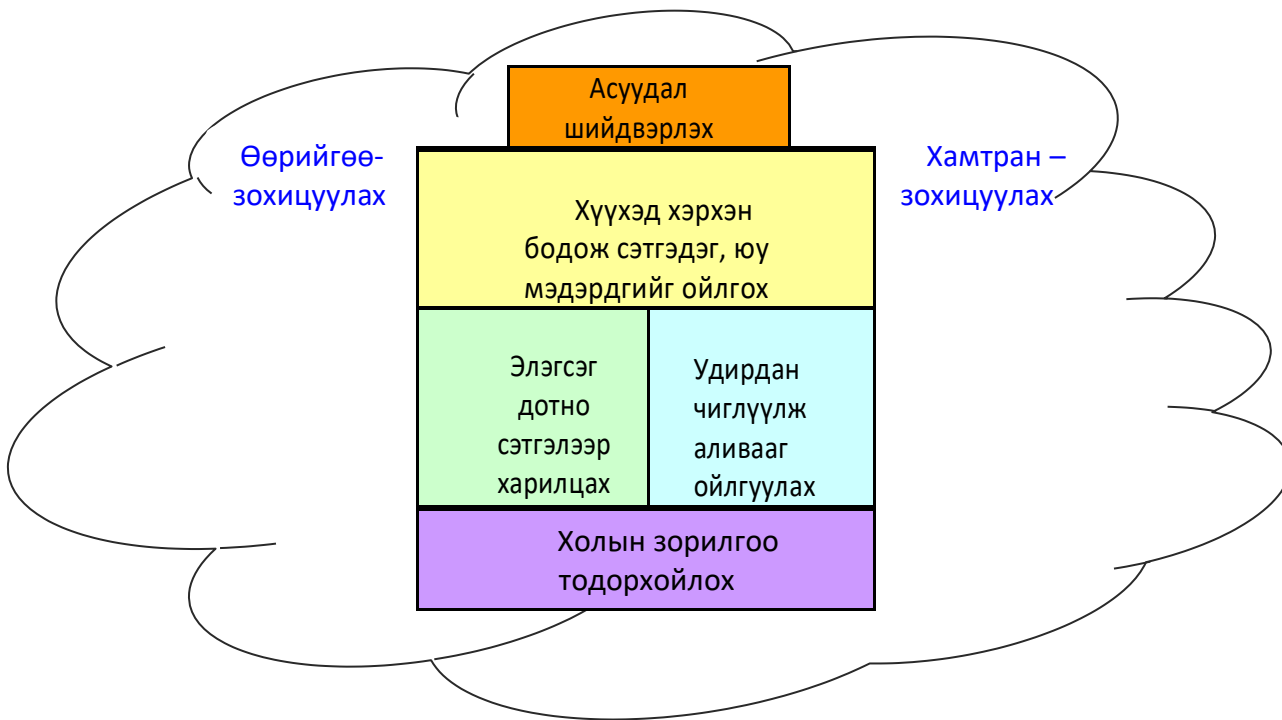 Асуудал
шийдвэрлэх
Өөрийгөө-
зохицуулах
Хамтран –
зохицуулах
Хүүхэд хэрхэн
бодож сэтгэдэг, юу
мэдэрдгийг ойлгох
Элэгсэг
дотно
сэтгэлээр
харилцах
Удирдан
чиглүүлж
аливааг
ойлгуулах
Холын зорилгоо
тодорхойлох